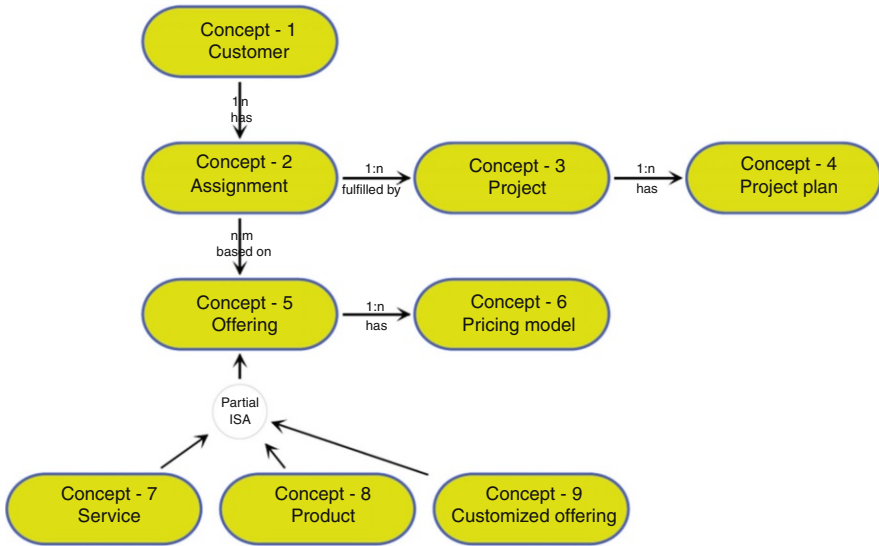 Concept - 1
Customer
1:n
has
Concept - 2
Assignment
1:n
fulfilled by
Concept - 3
Project
1:n
has
Concept - 4
Project plan
n:m
based on
Concept - 5
Offering
1:n
has
Concept - 6
Pricing model
Partial
ISA
Concept - 7
Service
Concept - 8
Product
Concept - 9
Customized offering